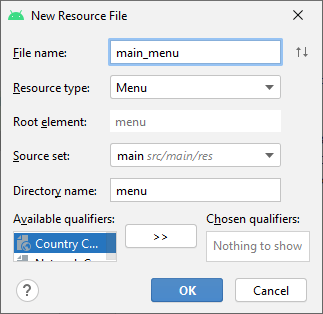 New Resource File
File name: main_menu
Resource type: Menu
Root element: menu
Source set: main src/main/res
Directory name: menu
Available qualifiers: Chosen qualifiers:
Country C... >> Nothing to show
? OK Cancel